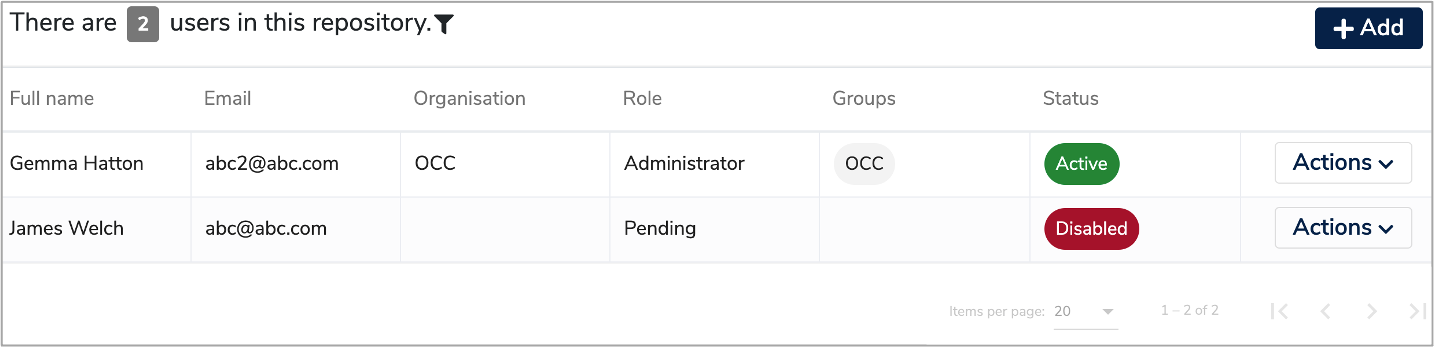 There are 2 users in this repository.
Add
Full name Email Organisation Role Groups Status
Gemma Hatton abc2@abc.com OCC Administrator OCC Active Actions
James Welch abc@abc.com Pending Disabled Actions
Items per page: 20 1 – 2 of 2